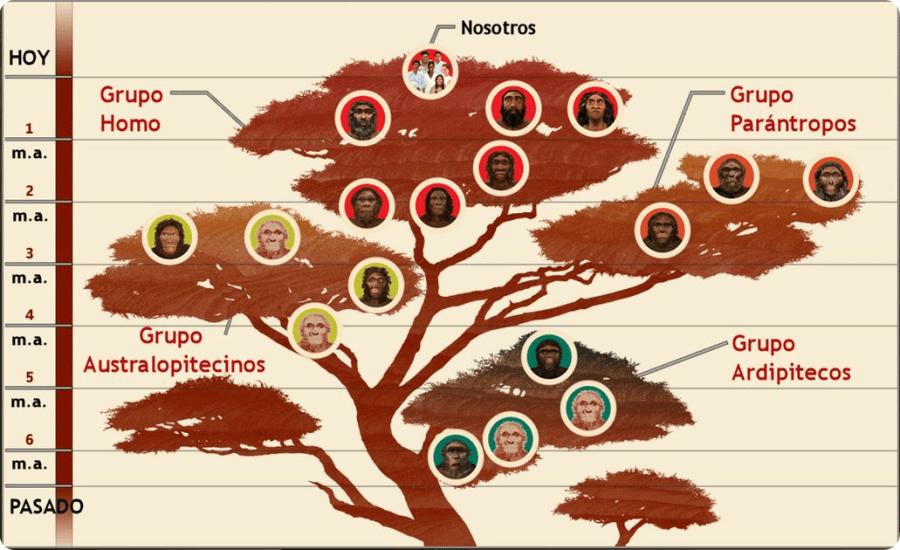 Nosotros
HOY
Grupo
Homo
Grupo
Parántropos
1
m.a.
2
m.a.
3
m.a.
4
m.a.
5
m.a.
6
m.a.
PASADO
Grupo
Australopitecinos
Grupo
Ardipitecos